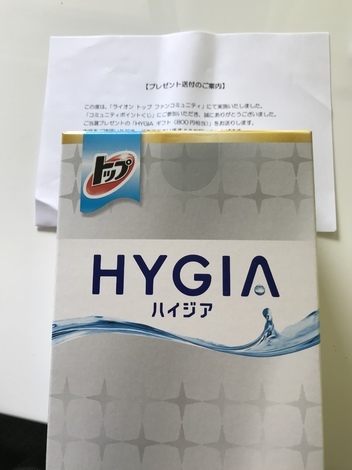 【プレゼント送付のご案内】
この度は、「ライオン トップ ファンコミュニティ」にて実施いたしました。
「コミュニティポイントくじ」にご参加いただき、誠にありがとうございました。
ご当選プレゼントの「HYGIA ギフト(800円相当)」をお送りします。
トップ
HYGIA
ハイジア